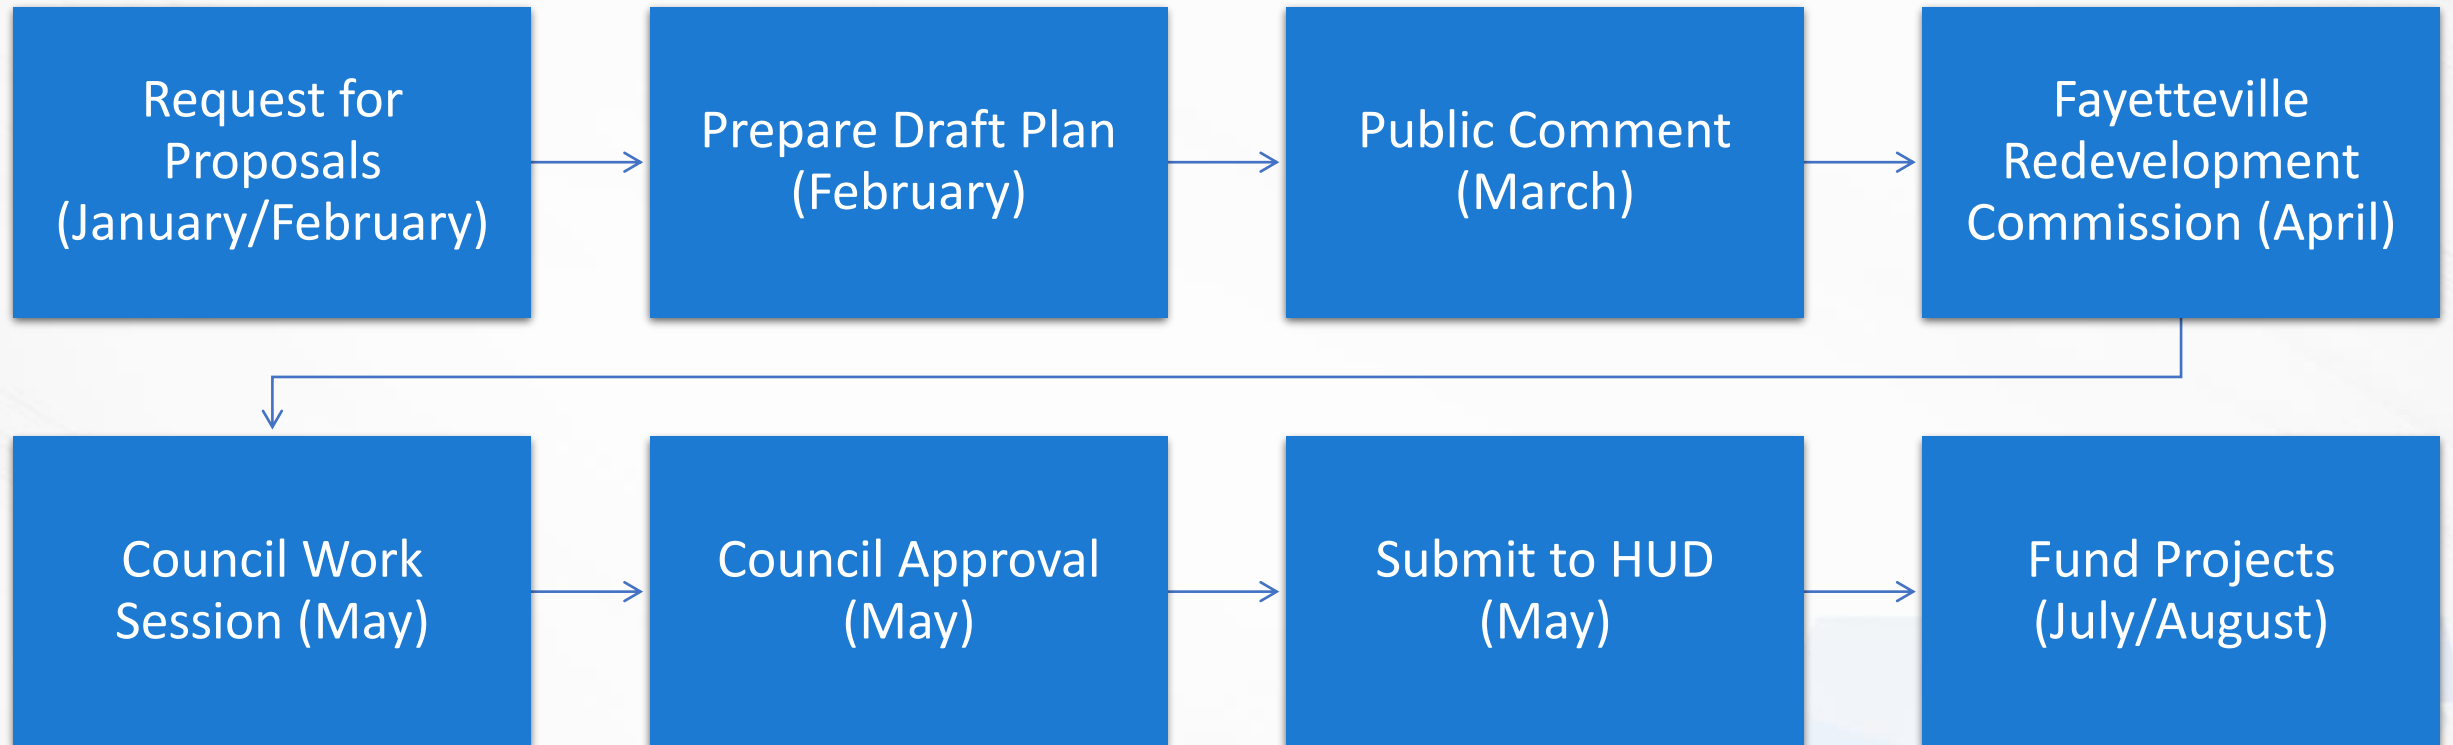 Request for
Proposals
(January/February)
Prepare Draft Plan
(February)
Public Comment
(March)
Fayetteville
Redevelopment
Commission (April)
Council Work
Session (May)
Council Approval
(May)
Submit to HUD
(May)
Fund Projects
(July/August)